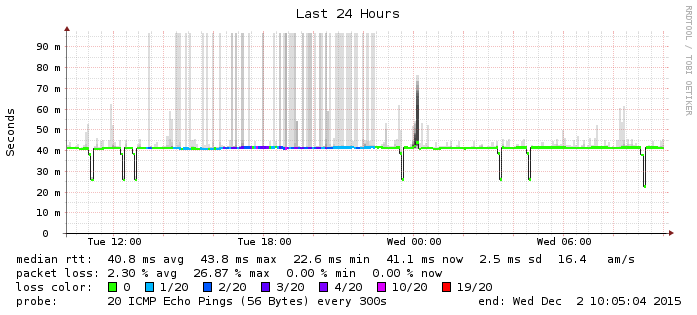 Last 24 Hours
RRDTOOL / TOBI OETIKER
Seconds
90 m
80 m
70 m
60 m
50 m
40 m
30 m
20 m
10 m
0
Tue 12:00 Tue 18:00 Wed 00:00 Wed 06:00
median rtt: 40.8 ms avg 43.8 ms max 22.6 ms min 41.1 ms now 2.5 ms sd 16.4 am/s
packet loss: 2.30 % avg 26.87 % max 0.00 % min 0.00 % now
loss color: 0 1/20 2/20 3/20 4/20 10/20 19/20
probe: 20 ICMP Echo Pings (56 Bytes) every 300s end: Wed Dec 2 10:05:04 2015